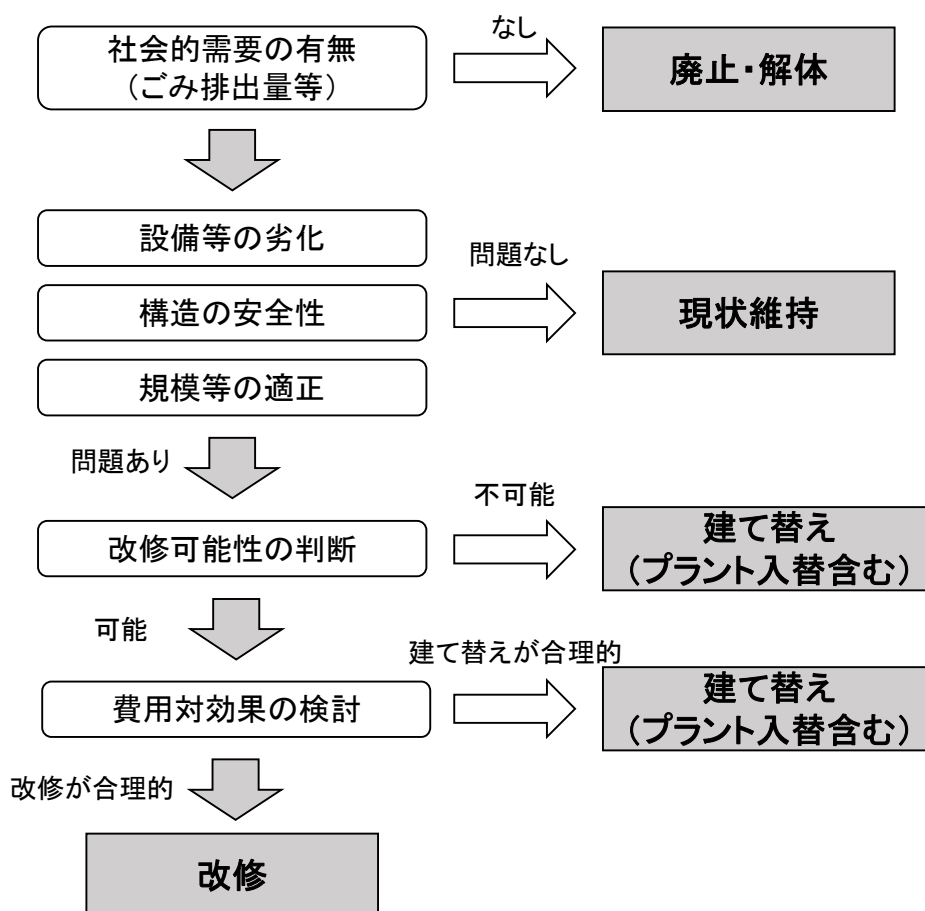 社会的需要の有無
（ごみ排出量等）
なし
廃止・解体
設備等の劣化
構造の安全性
規模等の適正
問題なし
現状維持
問題あり
改修可能性の判断
不可能
建て替え
（プラント入替含む）
可能
費用対効果の検討
建て替えが合理的
建て替え
（プラント入替含む）
改修が合理的
改修